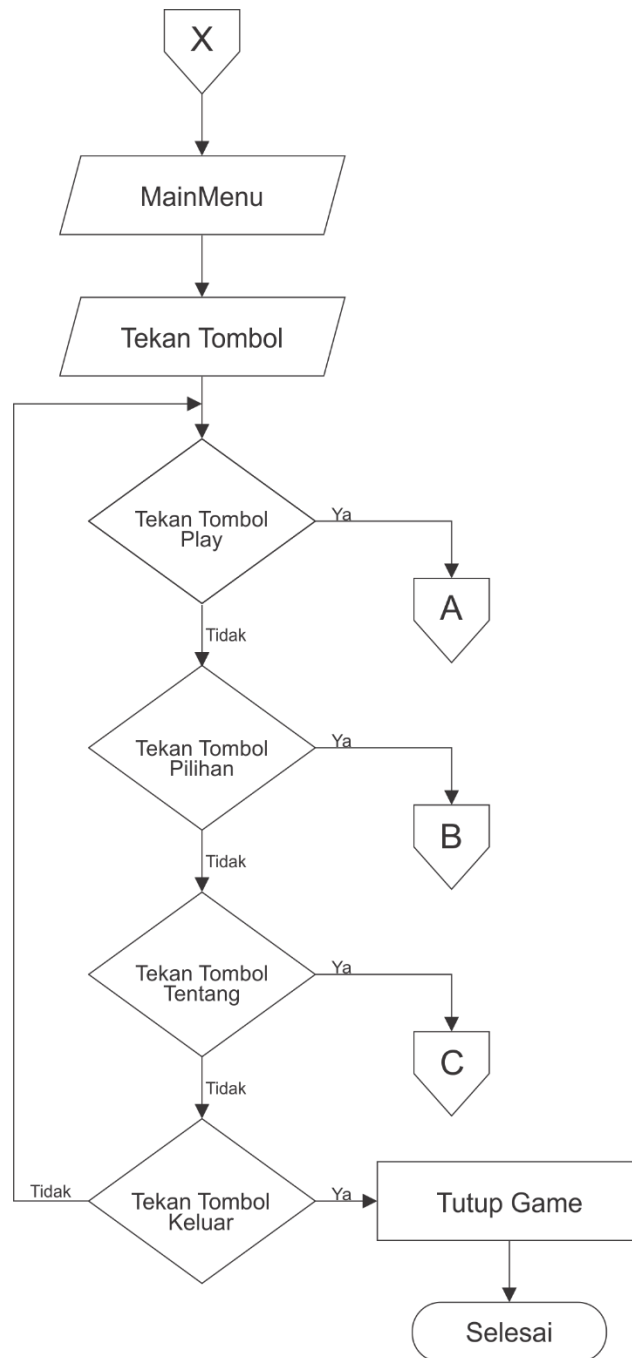 X
MainMenu
Tekan Tombol
Tekan Tombol
Play
Ya
A
Tidak
Tekan Tombol
Pilihan
Ya
B
Tidak
Tekan Tombol
Tentang
Ya
C
Tidak
Tidak
Tekan Tombol
Keluar
Ya
Tutup Game
Selesai